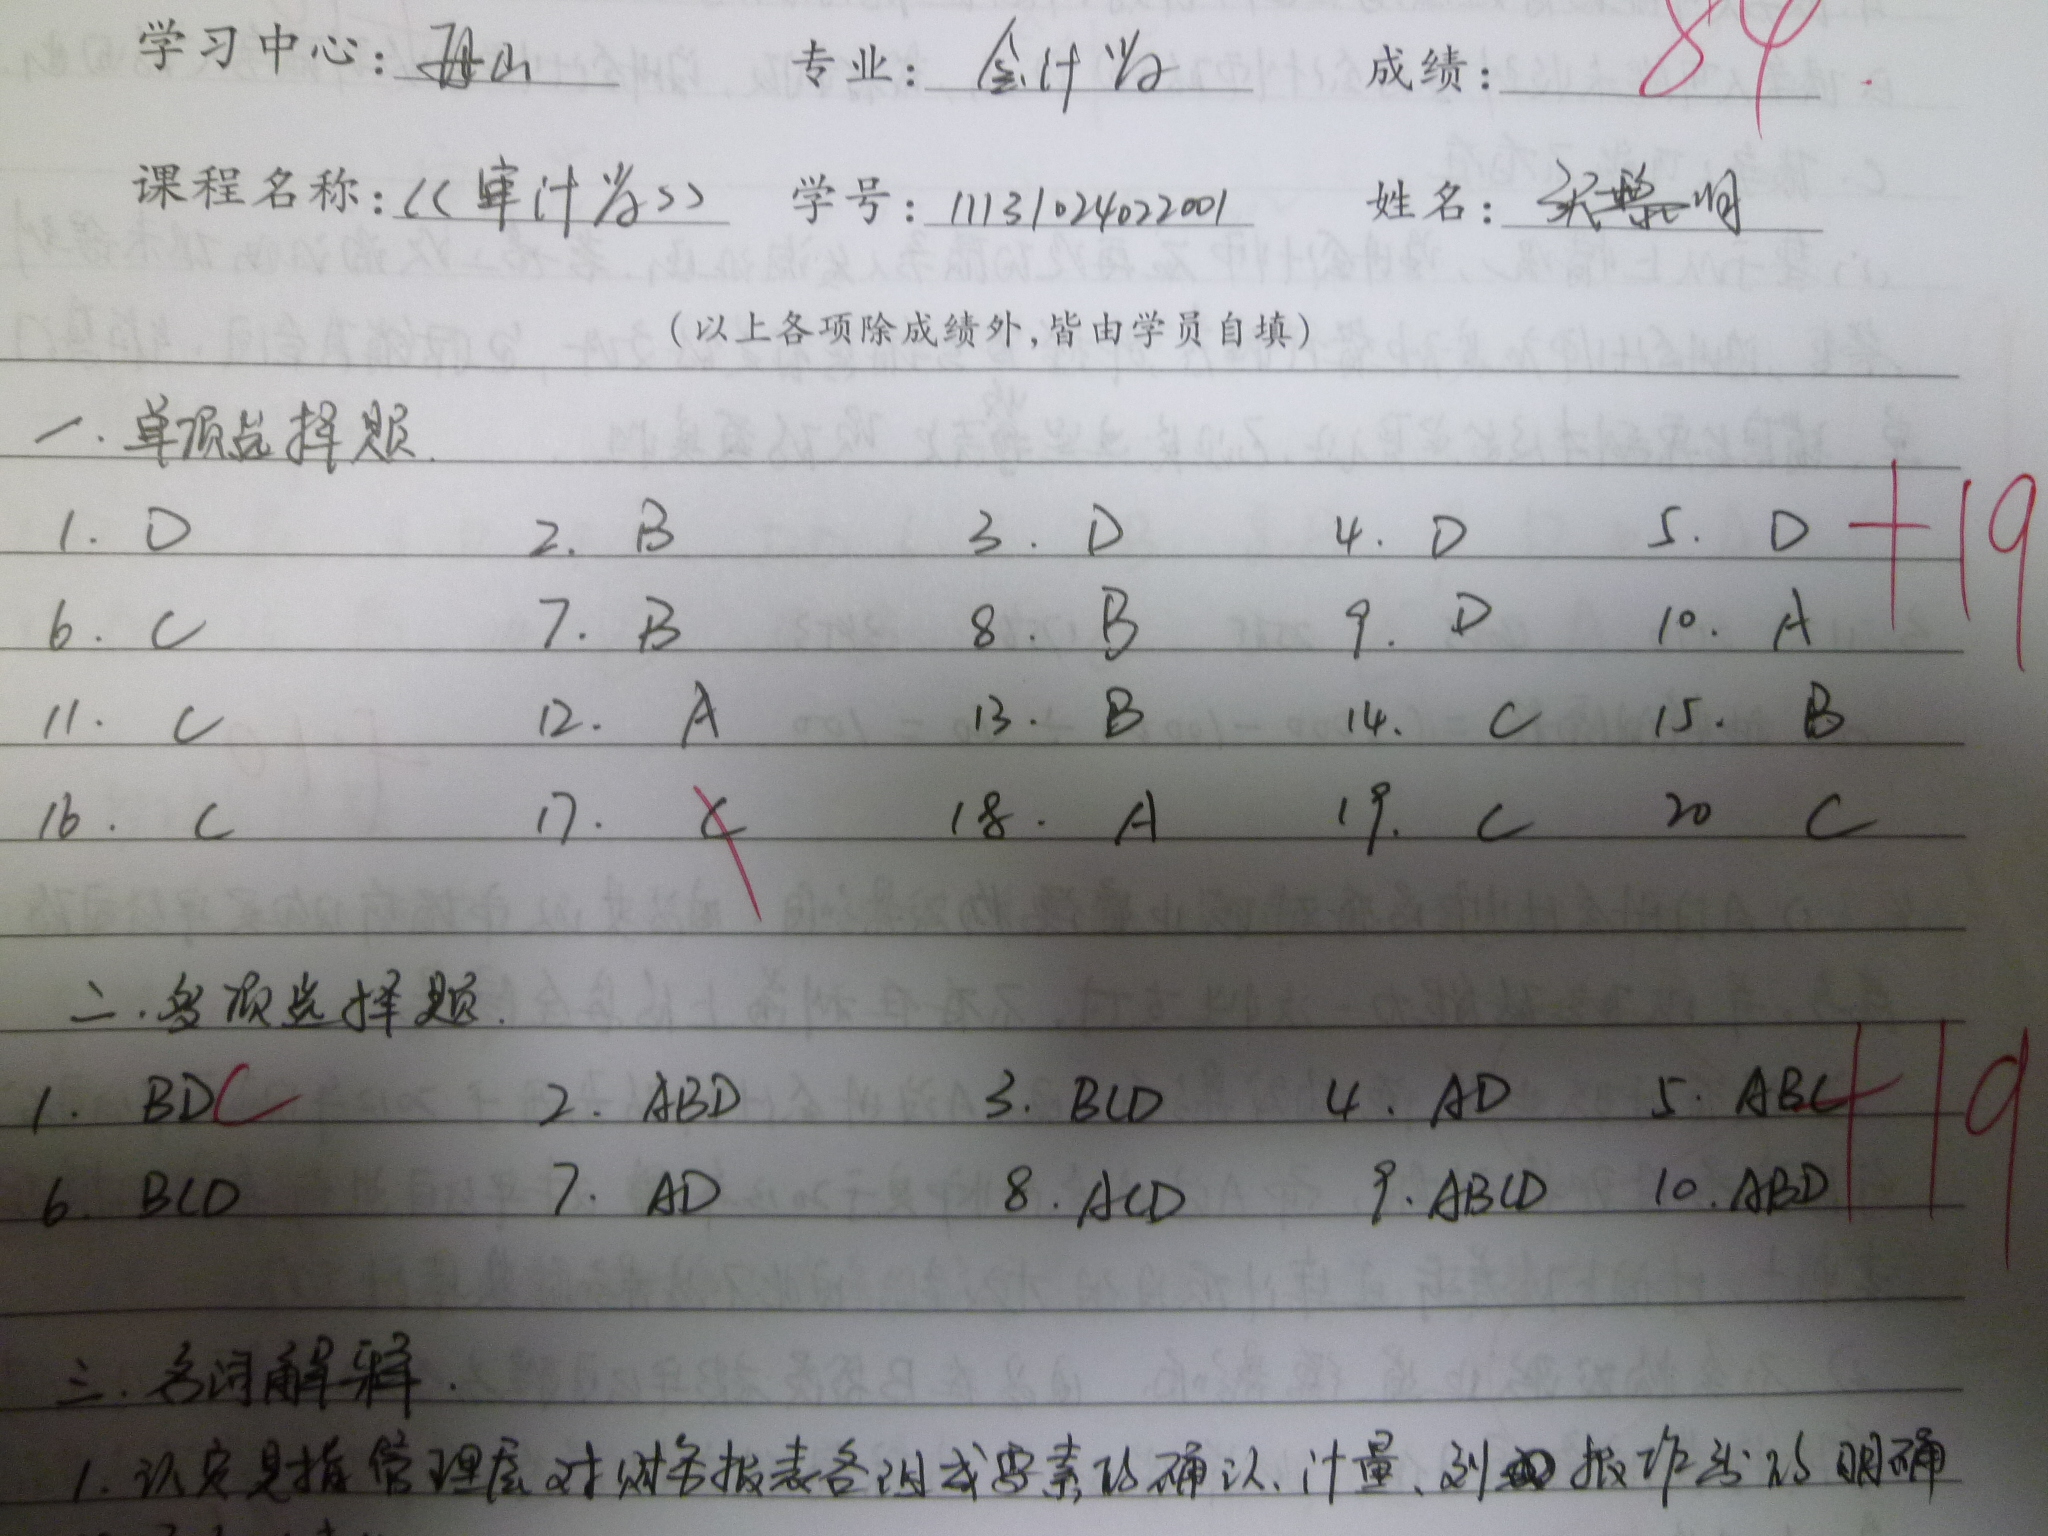 学习中心: 舟山 专业: 会计学 成绩: 84
课程名称: 《审计学》 学号: 11131024022001 姓名:
(以上各项除成绩外,皆由学员自填)
一.单项选择题.
1. D 2. B 3. D 4. D 5. D +19
6. C 7. B 8. B 9. D 10. A
11. C 12. A 13. B 14. C 15. B
16. C 17. C 18. A 19. C 20 C
二.多项选择题.
1. BDC 2. ABD 3. BCD 4. AD 5. ABC +19
6. BCD 7. AD 8. ACD 9. ABCD 10. ABD
三.名词解释.
1. 认定是指管理层对财务报表各组成要素的确认、计量、列报作出的明确